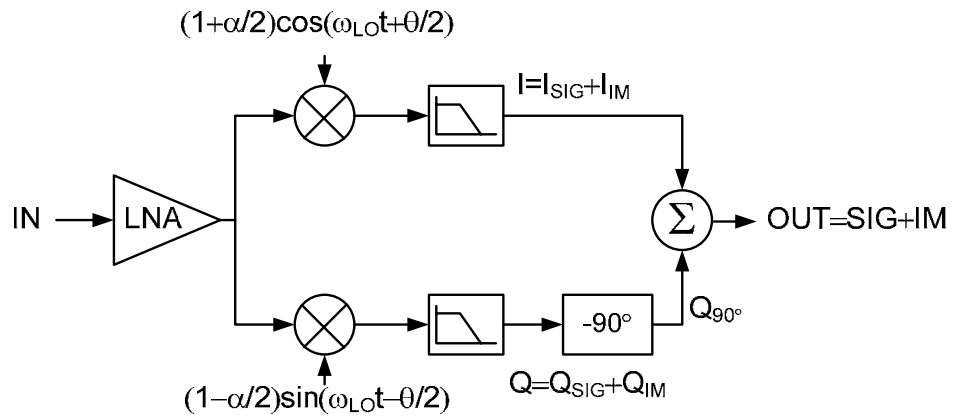 (1+α/2)cos(ω_LO t+θ/2)
I=I_SIG+I_IM
IN
LNA
Σ
OUT=SIG+IM
-90°
Q_90°
Q=Q_SIG+Q_IM
(1−α/2)sin(ω_LO t−θ/2)